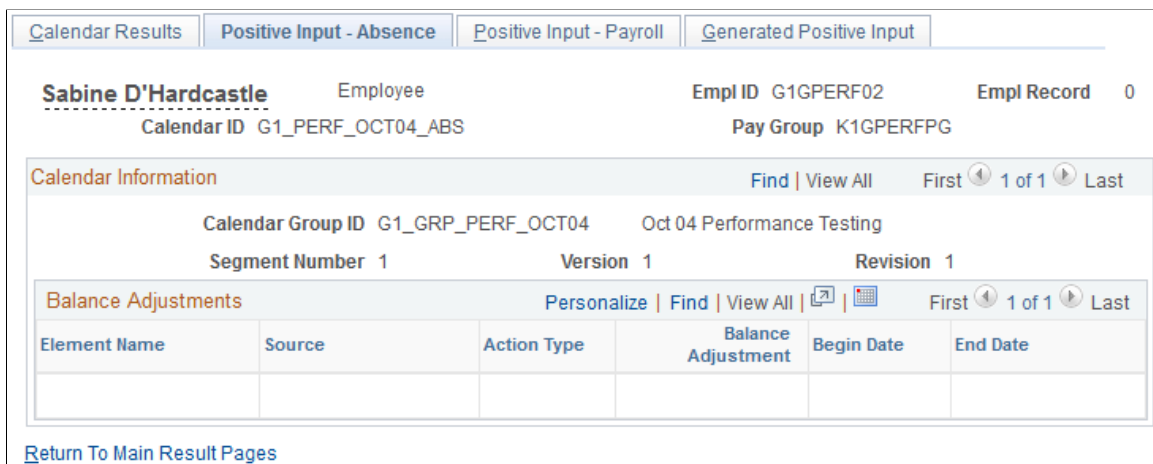 Calendar Results Positive Input - Absence Positive Input - Payroll Generated Positive Input
Sabine D'Hardcastle Employee Empl ID G1GPERF02 Empl Record 0
Calendar ID G1_PERF_OCT04_ABS Pay Group K1GPERFPG
Calendar Information Find | View All First 1 of 1 Last
Calendar Group ID G1_GRP_PERF_OCT04 Oct 04 Performance Testing
Segment Number 1 Version 1 Revision 1
Balance Adjustments Personalize | Find | View All | | First 1 of 1 Last
Element Name Source Action Type Balance Adjustment Begin Date End Date
Return To Main Result Pages